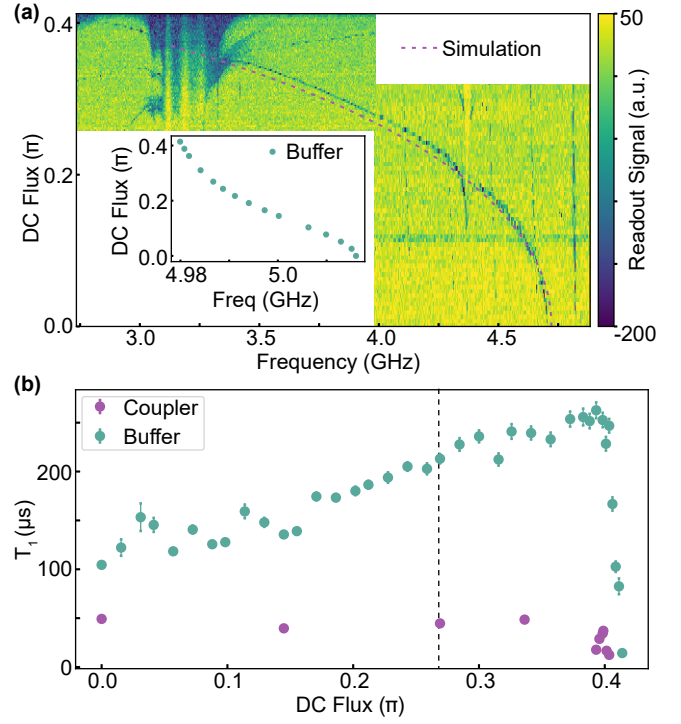 (a)
0.4
0.2
0.0
DC Flux (π)
Simulation
50
-200
Readout Signal (a.u.)
0.4
0.2
0.0
DC Flux (π)
Buffer
4.98 5.0
Freq (GHz)
3.0 3.5 4.0 4.5
Frequency (GHz)
(b)
Coupler
Buffer
200
100
0
T1 (μs)
0.0 0.1 0.2 0.3 0.4
DC Flux (π)